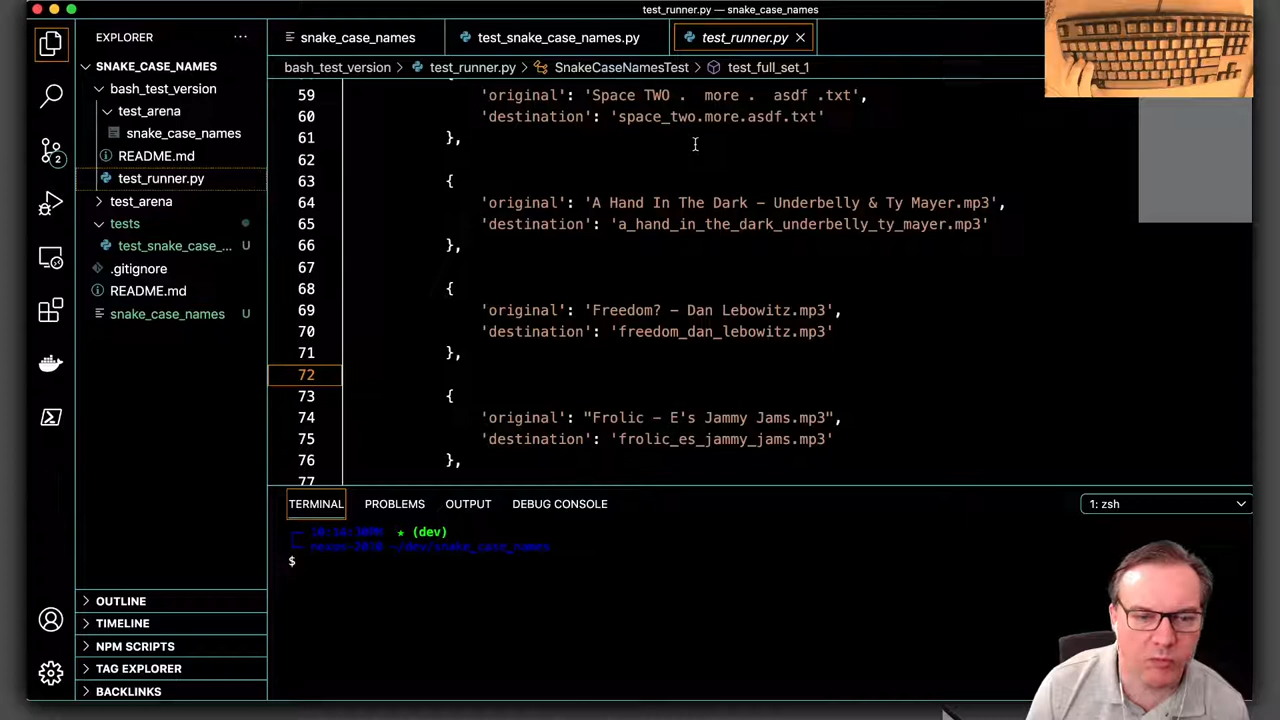 test_runner.py — snake_case_names
EXPLORER
snake_case_names
test_snake_case_names.py
test_runner.py
SNAKE_CASE_NAMES
bash_test_version > test_runner.py > SnakeCaseNamesTest > test_full_set_1
bash_test_version
test_arena
snake_case_names
README.md
test_runner.py
test_arena
tests
test_snake_case_... U
.gitignore
README.md
snake_case_names U
59 'original': 'Space TWO .  more .  asdf .txt',
60 'destination': 'space_two.more.asdf.txt'
61 },
62
63 {
64 'original': 'A Hand In The Dark – Underbelly & Ty Mayer.mp3',
65 'destination': 'a_hand_in_the_dark_underbelly_ty_mayer.mp3'
66 },
67
68 {
69 'original': 'Freedom? – Dan Lebowitz.mp3',
70 'destination': 'freedom_dan_lebowitz.mp3'
71 },
72
73 {
74 'original': "Frolic – E's Jammy Jams.mp3",
75 'destination': 'frolic_es_jammy_jams.mp3'
76 },
77
2
TERMINAL PROBLEMS OUTPUT DEBUG CONSOLE
1: zsh
★ (dev)
~/dev/snake_case_names
$
OUTLINE
TIMELINE
NPM SCRIPTS
TAG EXPLORER
BACKLINKS